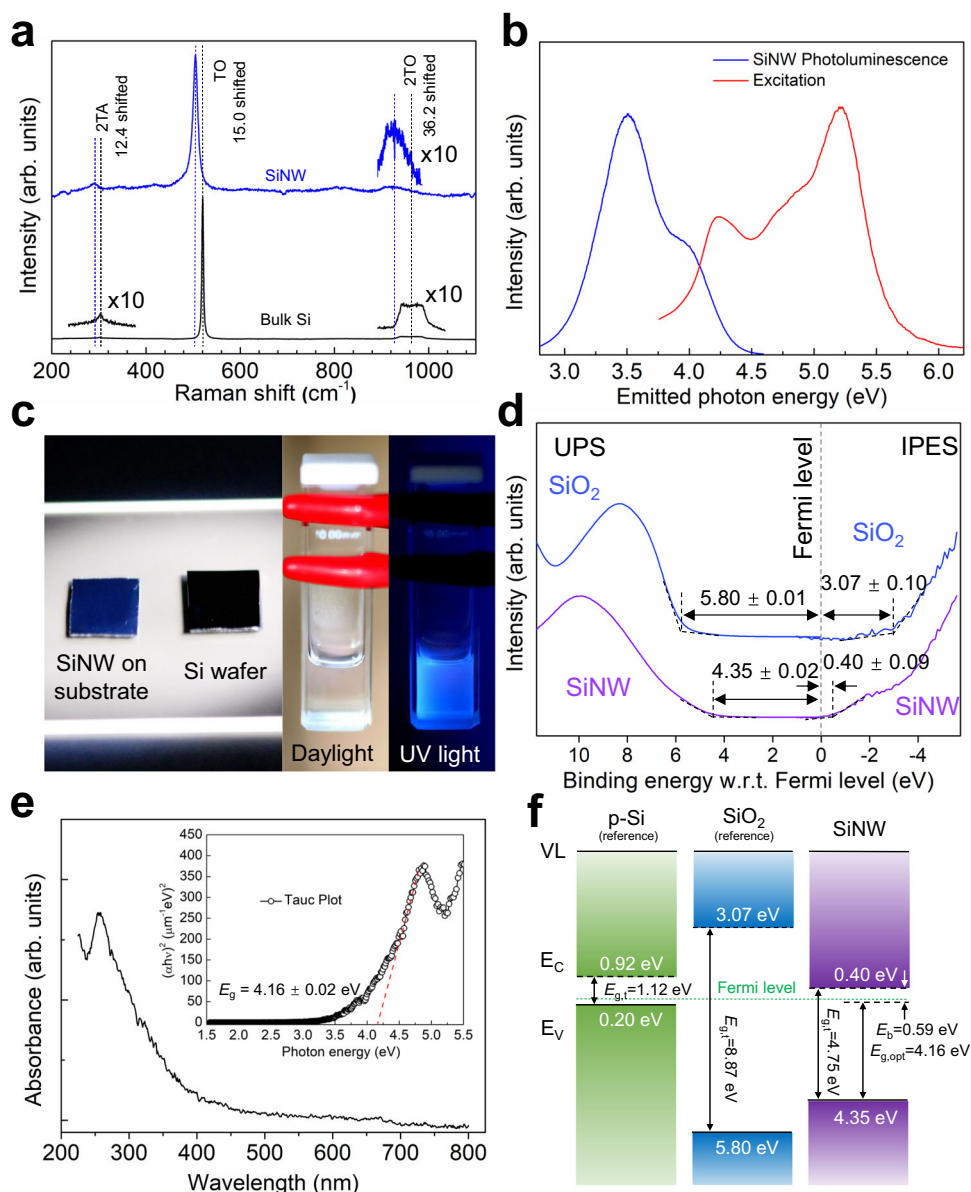 a
Intensity (arb. units)
2TA
12.4 shifted
TO
15.0 shifted
2TO
36.2 shifted
x10
SiNW
x10
x10
Bulk Si
200 400 600 800 1000
Raman shift (cm⁻¹)
b
Intensity (arb. units)
SiNW Photoluminescence
Excitation
3.0 3.5 4.0 4.5 5.0 5.5 6.0
Emitted photon energy (eV)
c
SiNW on
substrate
Si wafer
Daylight
UV light
d
Intensity (arb. units)
UPS
IPES
SiO₂
Fermi level
SiO₂
5.80 ± 0.01
3.07 ± 0.10
SiNW
4.35 ± 0.02
0.40 ± 0.09
SiNW
10 8 6 4 2 0 -2 -4
Binding energy w.r.t. Fermi level (eV)
e
Absorbance (arb. units)
200 300 400 500 600 700 800
Wavelength (nm)
(αhν)² (μm⁻¹eV)²
450
400
350
300
250
200
150
100
50
0
Tauc Plot
E_g = 4.16 ± 0.02 eV
1.5 2.0 2.5 3.0 3.5 4.0 4.5 5.0 5.5
Photon energy (eV)
f
p-Si
(reference)
SiO₂
(reference)
SiNW
VL
3.07 eV
E_C
0.92 eV
0.40 eV
E_g,t=1.12eV
Fermi level
E_V
0.20 eV
E_g,t=8.87 eV
E_g,t=4.75 eV
E_b=0.59 eV
E_g,opt=4.16 eV
5.80 eV
4.35 eV